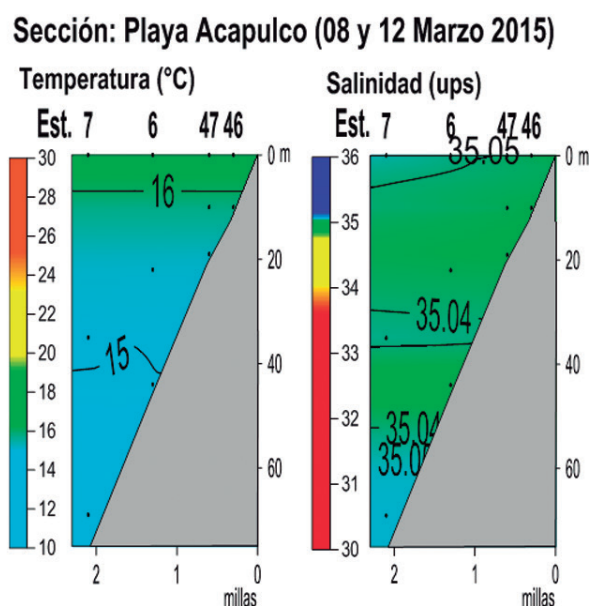 Sección: Playa Acapulco (08 y 12 Marzo 2015)
Temperatura (°C)
Est. 7 6 47 46
30
28
26
24
22
20
18
16
14
12
10
16
15
0 m
20
40
60
2 1 0
millas
Salinidad (ups)
Est. 7 6 47 46
36
35
34
33
32
31
30
35.05
35.04
35.04
0 m
20
40
60
2 1 0
millas